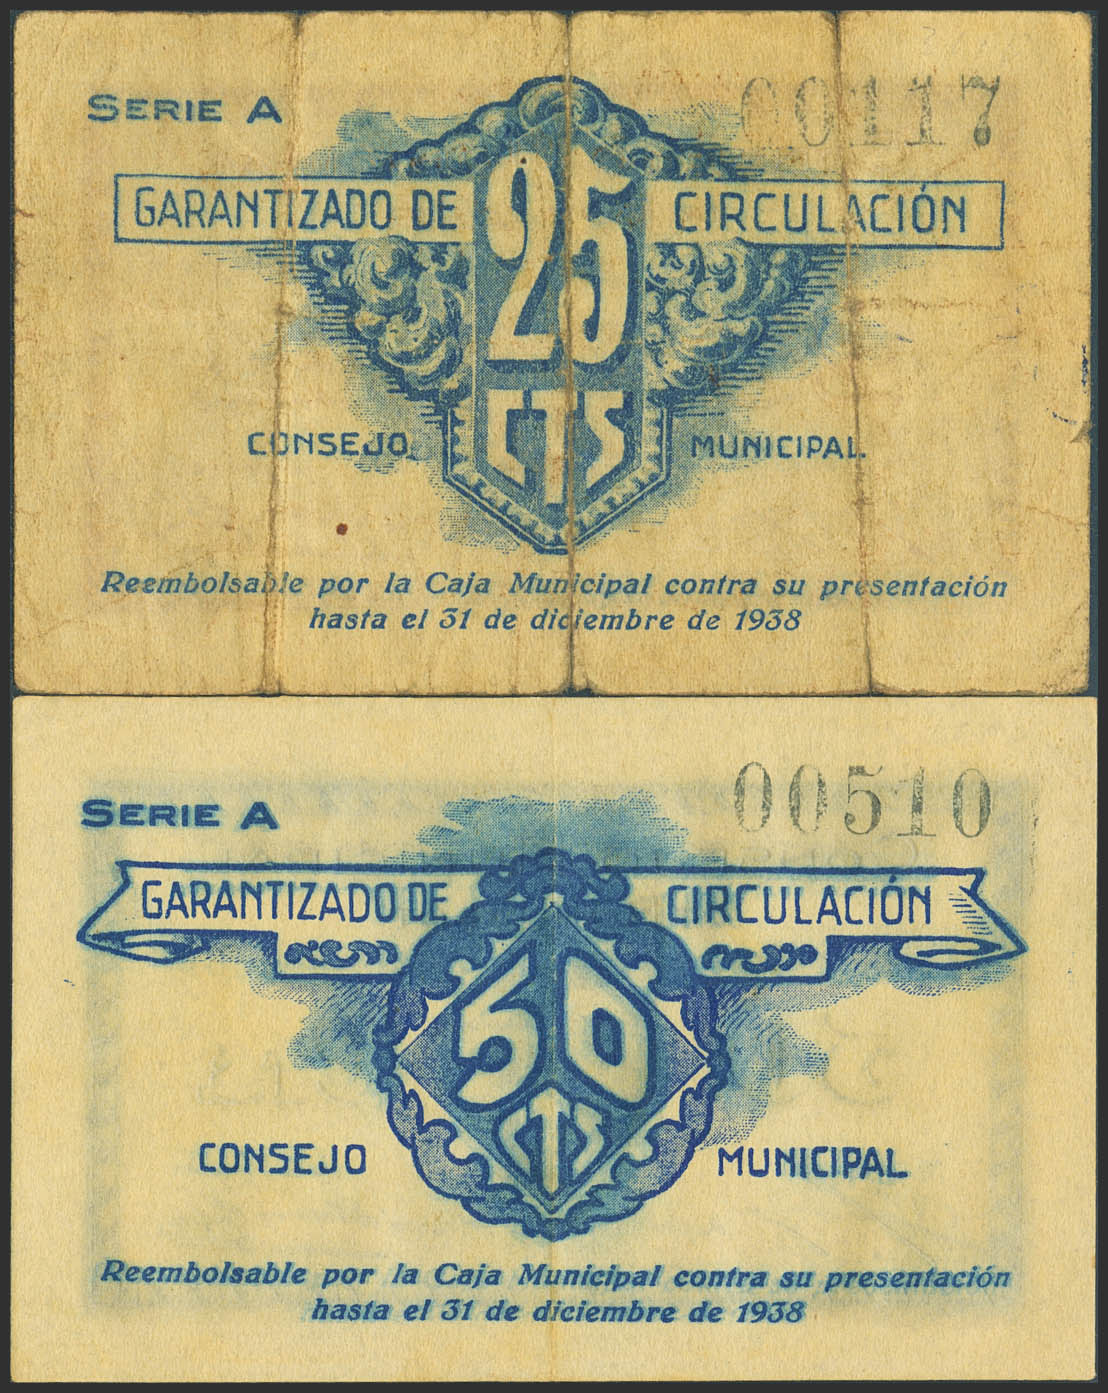 SERIE A 00117
GARANTIZADO DE 25 CIRCULACIÓN
CTS
CONSEJO MUNICIPAL
Reembolsable por la Caja Municipal contra su presentación
hasta el 31 de diciembre de 1938
SERIE A 00510
GARANTIZADO DE CIRCULACIÓN
50
CTS
CONSEJO MUNICIPAL
Reembolsable por la Caja Municipal contra su presentación
hasta el 31 de diciembre de 1938